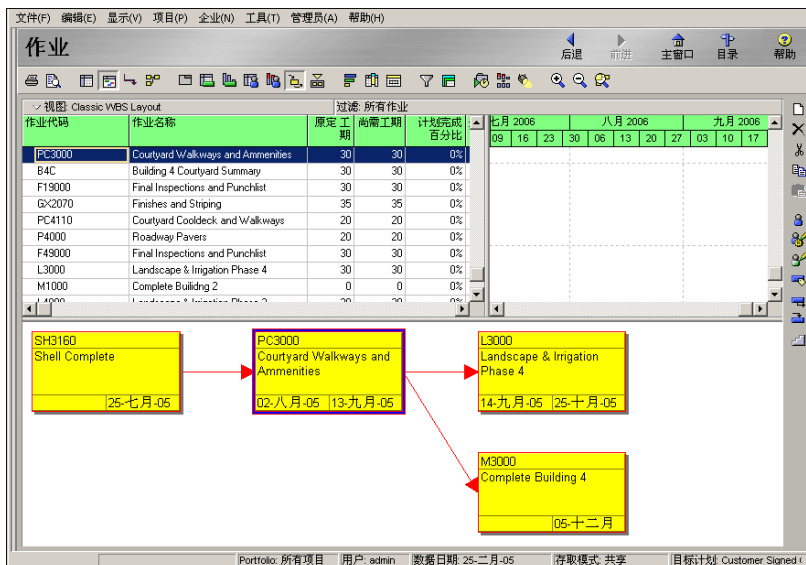 文件(F) 编辑(E) 显示(V) 项目(P) 企业(N) 工具(T) 管理员(A) 帮助(H)
作业 后退 前进 主窗口 目录 帮助
视图: Classic WBS Layout 过滤: 所有作业
作业代码 作业名称 原定工期 尚需工期 计划完成百分比 七月 2006 八月 2006 九月 2006
09 16 23 30 06 13 20 27 03 10 17
PC3000 Courtyard Walkways and Ammenities 30 30 0%
B4C Building 4 Courtyard Summary 30 30 0%
F19000 Final Inspections and Punchlist 30 30 0%
GX2070 Finishes and Striping 35 35 0%
PC4110 Courtyard Cooldeck and Walkways 20 20 0%
P4000 Roadway Pavers 20 20 0%
F49000 Final Inspections and Punchlist 30 30 0%
L3000 Landscape & Irrigation Phase 4 30 30 0%
M1000 Complete Builidng 2 0 0 0%
SH3160
Shell Complete
25-七月-05
PC3000
Courtyard Walkways and
Ammenities
02-八月-05 13-九月-05
L3000
Landscape & Irrigation
Phase 4
14-九月-05 25-十月-05
M3000
Complete Building 4
05-十二月
Portfolio: 所有项目 用户: admin 数据日期: 25-二月-05 存取模式: 共享 目标计划: Customer Signed